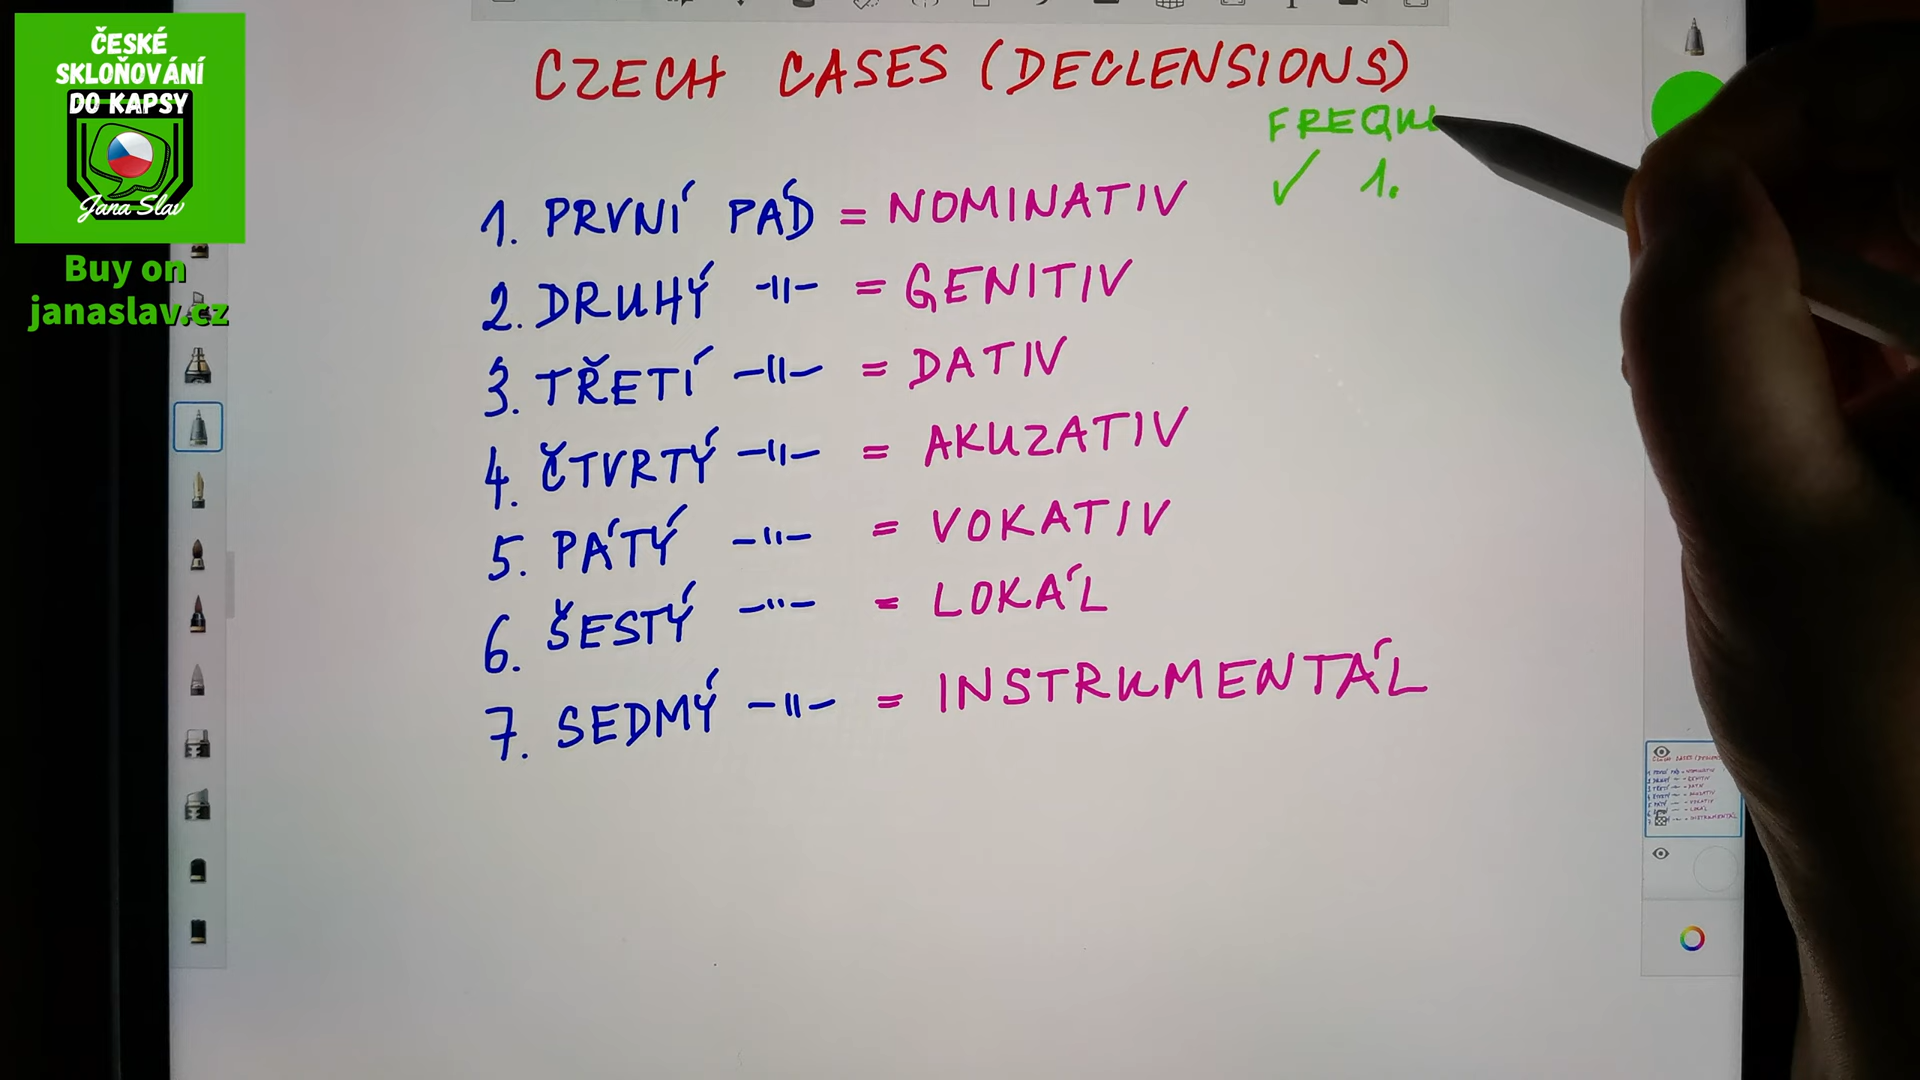 ČESKÉ
SKLOŇOVÁNÍ
DO KAPSY
Jana Slav
Buy on
janaslav.cz
CZECH CASES (DECLENSIONS)
FREQU
✓ 1.
1. PRVNÍ PÁD = NOMINATIV
2. DRUHÝ -"- = GENITIV
3. TŘETÍ -"- = DATIV
4. ČTVRTÝ -"- = AKUZATIV
5. PÁTÝ -"- = VOKATIV
6. ŠESTÝ -"- = LOKÁL
7. SEDMÝ -"- = INSTRUMENTÁL